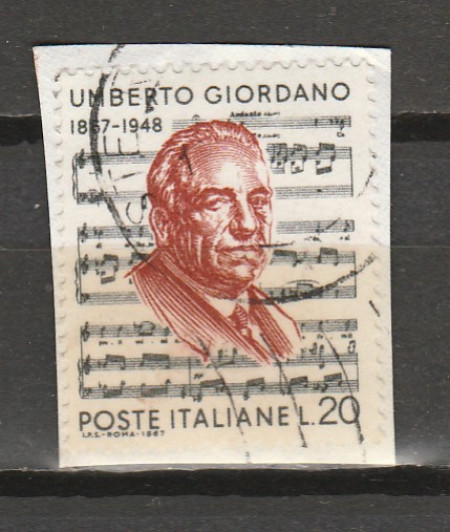 UMBERTO GIORDANO
1867-1948
Andante
POSTE ITALIANE L.20
I.P.S.-ROMA-1967